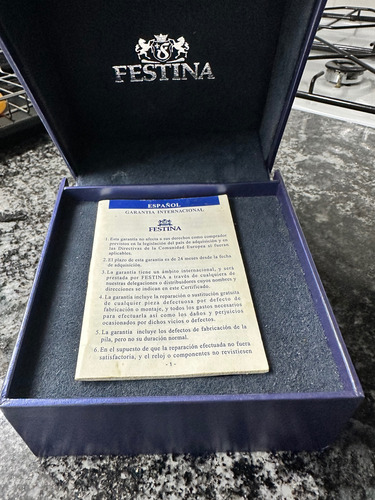 FESTINA
ESPAÑOL
GARANTIA INTERNACIONAL
FESTINA
1. Esta garantía no afecta a sus derechos como comprador
previstos en la legislación del país de adquisición y en
las Directivas de la Comunidad Europea si fueran
aplicables.
2. El plazo de esta garantía es de 24 meses desde la fecha
de adquisición.
3. La garantía tiene un ámbito internacional, y será
prestada por FESTINA a través de cualquiera de
nuestras delegaciones o distribuidores cuyos nombres y
direcciones se indican en este Certificado.
4. La garantía incluye la reparación o sustitución gratuita
de cualquier pieza defectuosa por defecto de
fabricación o montaje, y todos los gastos necesarios
para efectuarla así como los daños y perjuicios
ocasionados por dichos vicios o defectos.
5. La garantía incluye los defectos de fabricación de la
pila, pero no su duración normal.
6. En el supuesto de que la reparación efectuada no fuera
satisfactoria, y el reloj o componentes no revistiesen
- 1 -